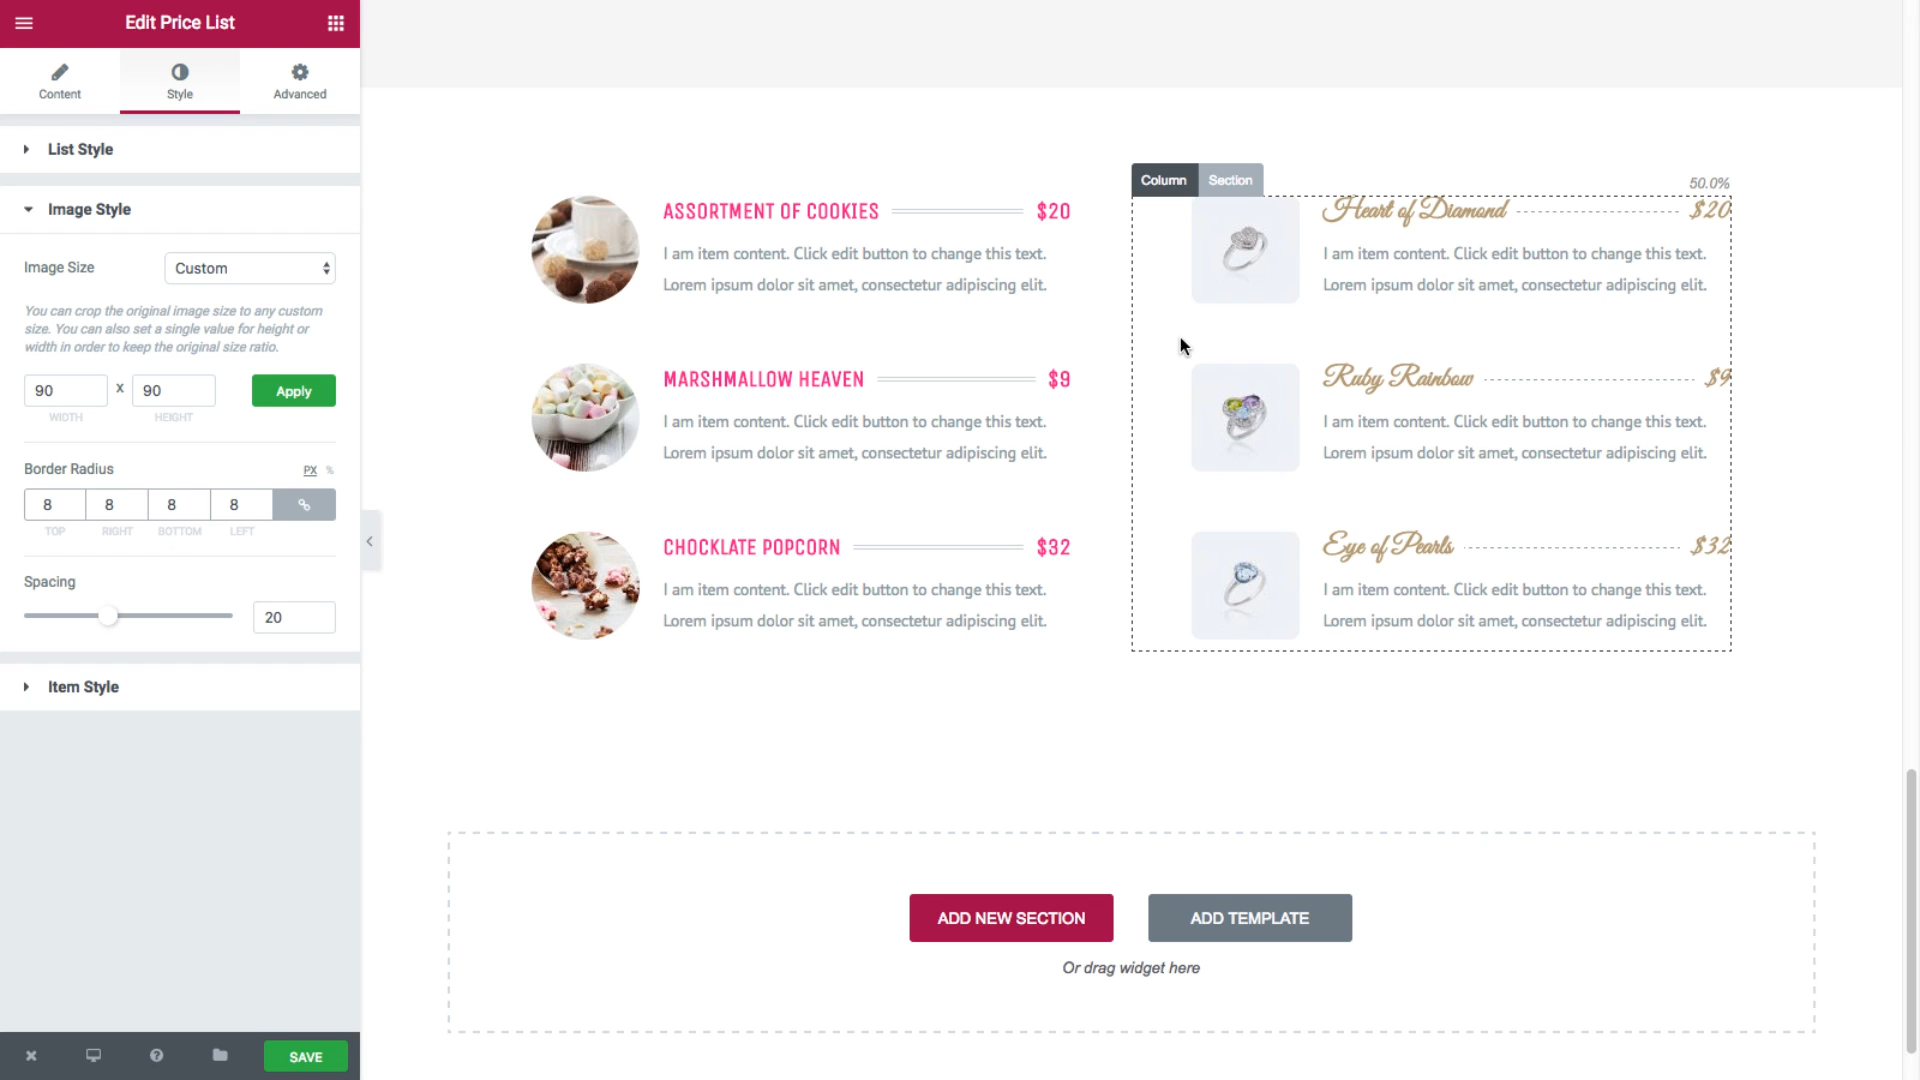 Edit Price List
Content
Style
Advanced
List Style
Image Style
Image Size
Custom
You can crop the original image size to any custom
size. You can also set a single value for height or
width in order to keep the original size ratio.
90 x 90
Apply
WIDTH
HEIGHT
Border Radius
PX %
8 8 8 8
TOP RIGHT BOTTOM LEFT
Spacing
20
Item Style
SAVE
ASSORTMENT OF COOKIES $20
I am item content. Click edit button to change this text.
Lorem ipsum dolor sit amet, consectetur adipiscing elit.
MARSHMALLOW HEAVEN $9
I am item content. Click edit button to change this text.
Lorem ipsum dolor sit amet, consectetur adipiscing elit.
CHOCKLATE POPCORN $32
I am item content. Click edit button to change this text.
Lorem ipsum dolor sit amet, consectetur adipiscing elit.
Column Section
50.0%
Heart of Diamond $20
I am item content. Click edit button to change this text.
Lorem ipsum dolor sit amet, consectetur adipiscing elit.
Ruby Rainbow $9
I am item content. Click edit button to change this text.
Lorem ipsum dolor sit amet, consectetur adipiscing elit.
Eye of Pearls $32
I am item content. Click edit button to change this text.
Lorem ipsum dolor sit amet, consectetur adipiscing elit.
ADD NEW SECTION
ADD TEMPLATE
Or drag widget here